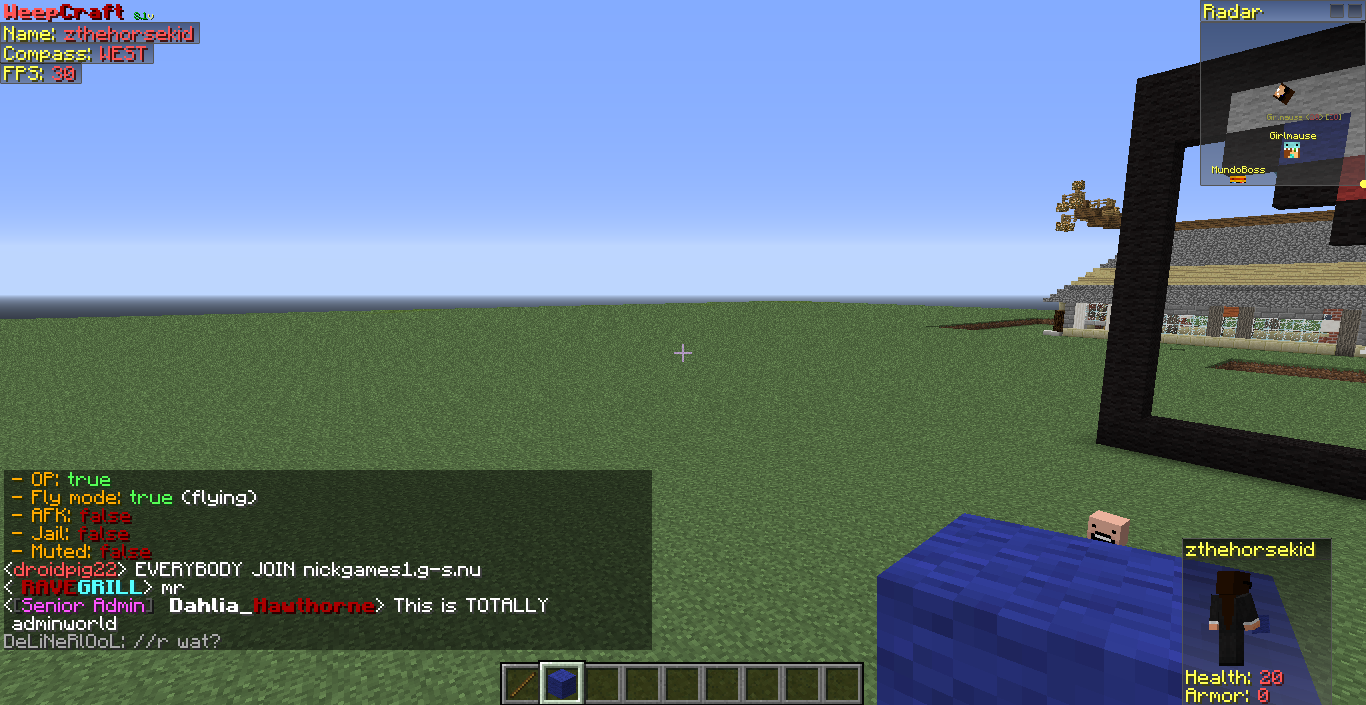 WeepCraft 8.1v
Name: zthehorsekid
Compass: WEST
FPS: 30
Radar
Girlmause
MundoBoss
- OP: true
- Fly mode: true (flying)
- AFK: false
- Jail: false
- Muted: false
<droidpig22> EVERYBODY JOIN nickgames1.g-s.nu
< RAVEGRILL> mr
<[Senior Admin] Dahlia_Hawthorne> This is TOTALLY
adminworld
DeLiNeRlOoL: //r wat?
zthehorsekid
Health: 20
Armor: 0